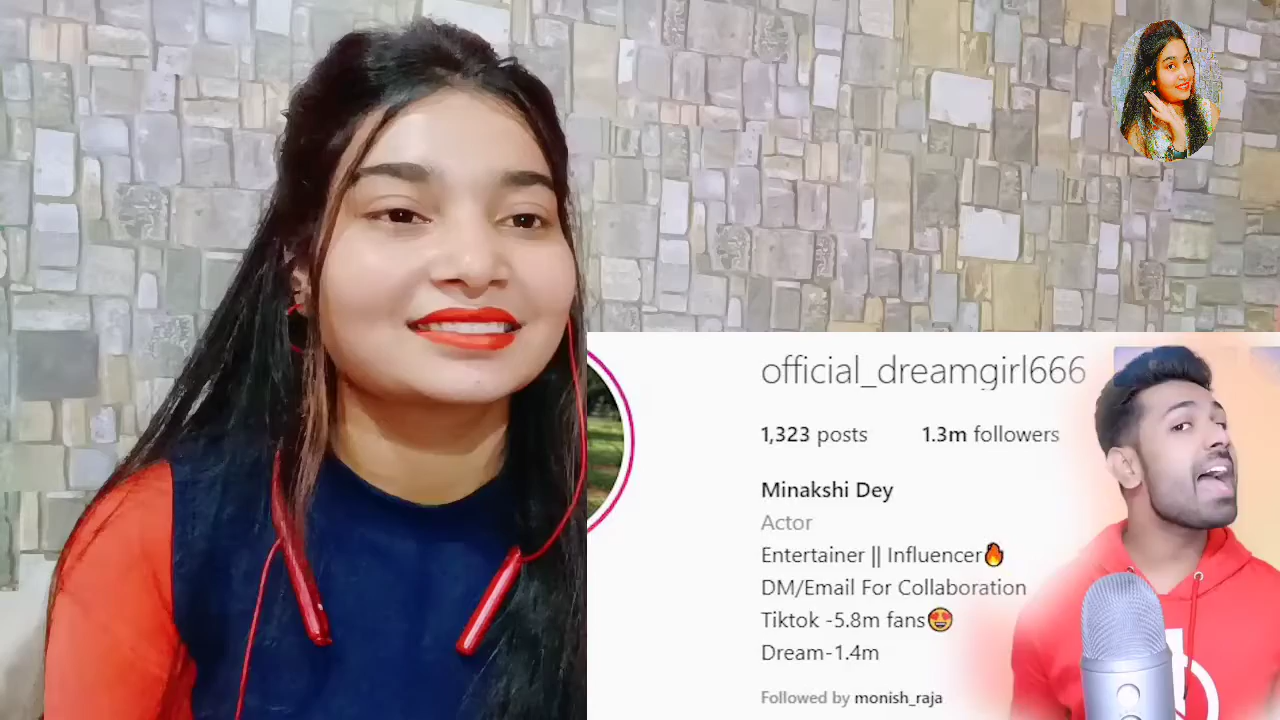 official_dreamgirl666
1,323 posts 1.3m followers
Minakshi Dey
Actor
Entertainer || Influencer🔥
DM/Email For Collaboration
Tiktok -5.8m fans😍
Dream-1.4m
Followed by monish_raja